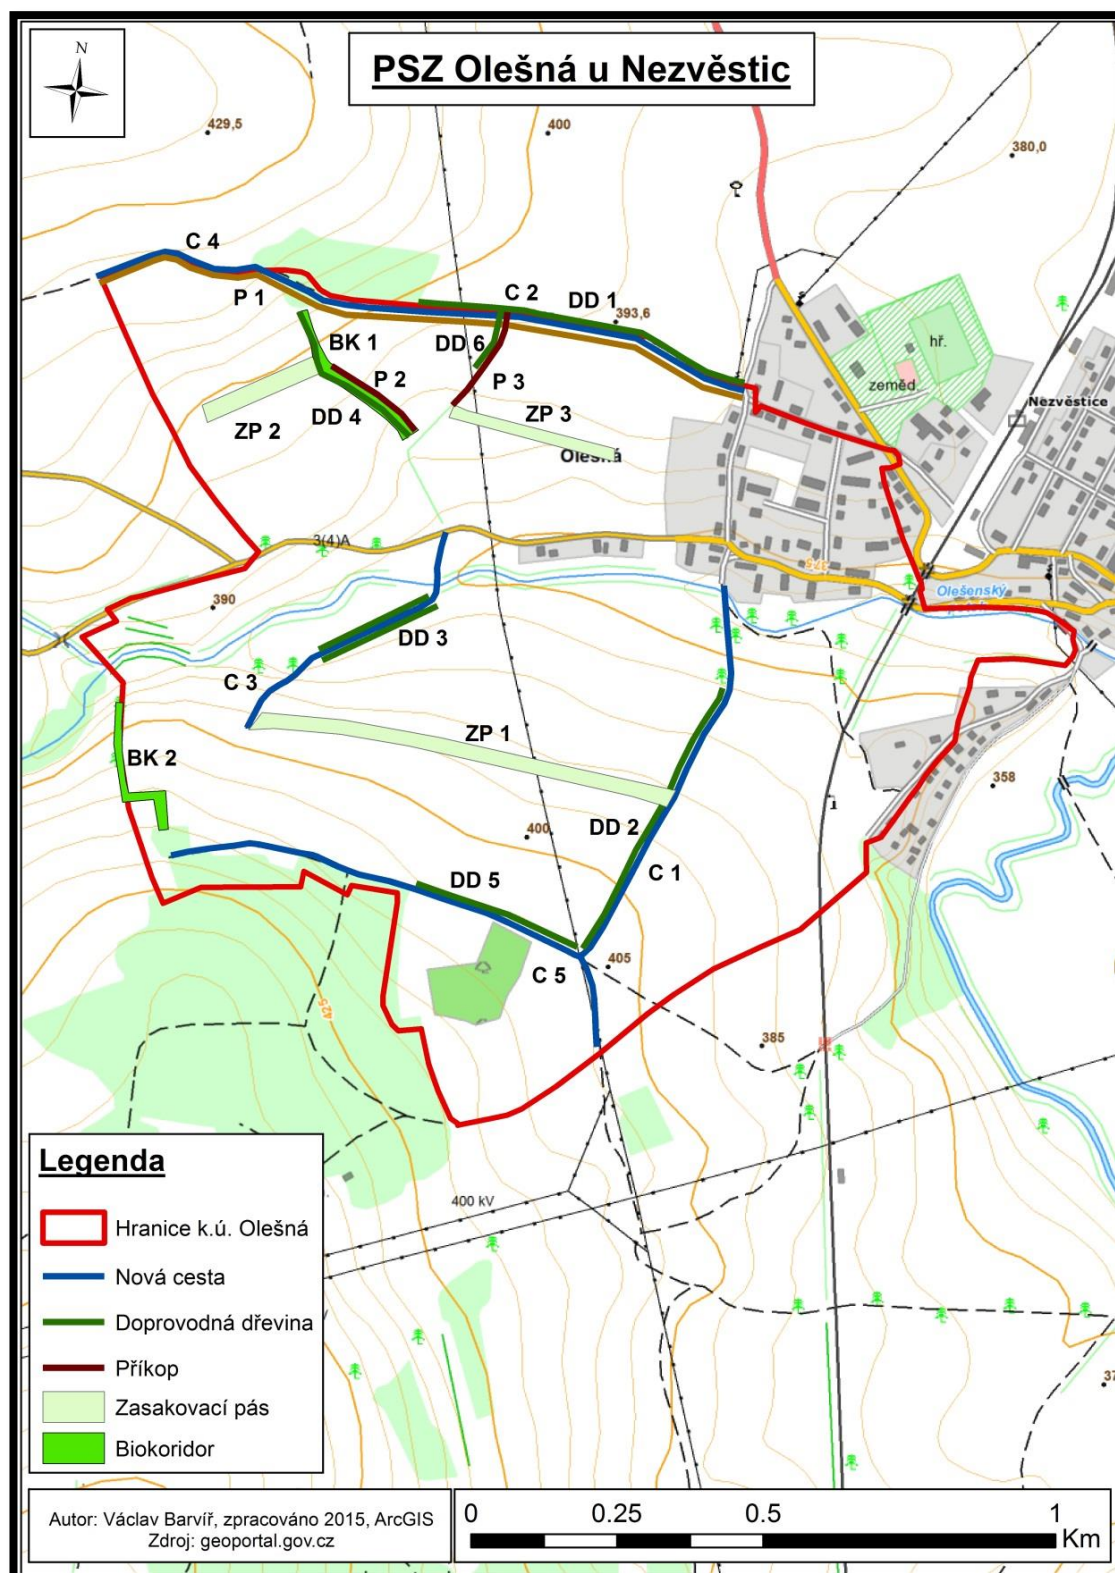 N
PSZ Olešná u Nezvěstic
429,5
400
380,0
C 4
P 1
C 2
DD 1
393,6
BK 1
DD 6
P 2
P 3
hř.
zeměd
Nezvěstice
ZP 2
DD 4
ZP 3
Olešná
3(4)A
375
390
Olešenský
DD 3
C 3
ZP 1
BK 2
358
400
DD 2
C 1
DD 5
405
C 5
425
385
400 kV
37
Legenda
Hranice k.ú. Olešná
Nová cesta
Doprovodná dřevina
Příkop
Zasakovací pás
Biokoridor
Autor: Václav Barvíř, zpracováno 2015, ArcGIS
Zdroj: geoportal.gov.cz
0 0.25 0.5 1
Km